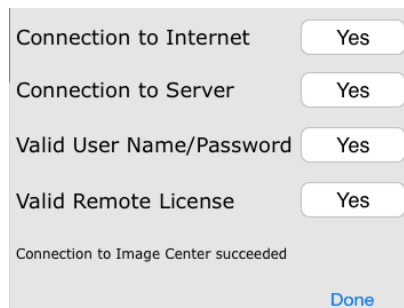 Connection to Internet Yes
Connection to Server Yes
Valid User Name/Password Yes
Valid Remote License Yes
Connection to Image Center succeeded
Done